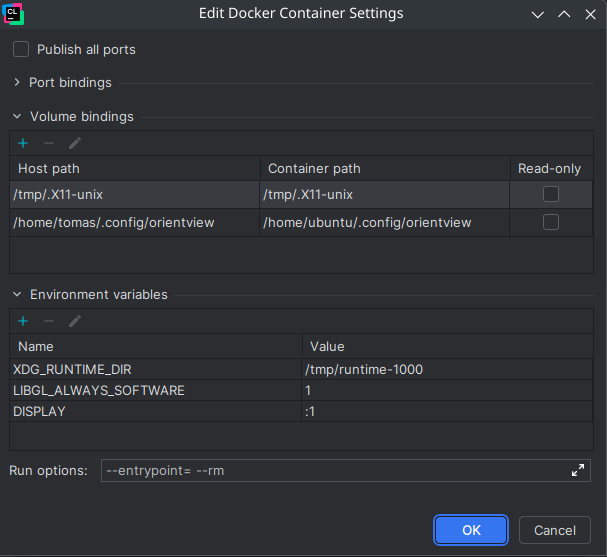 CL
Edit Docker Container Settings
Publish all ports
Port bindings
Volume bindings
Host path Container path Read-only
/tmp/.X11-unix /tmp/.X11-unix
/home/tomas/.config/orientview /home/ubuntu/.config/orientview
Environment variables
Name Value
XDG_RUNTIME_DIR /tmp/runtime-1000
LIBGL_ALWAYS_SOFTWARE 1
DISPLAY :1
Run options: --entrypoint= --rm
OK Cancel